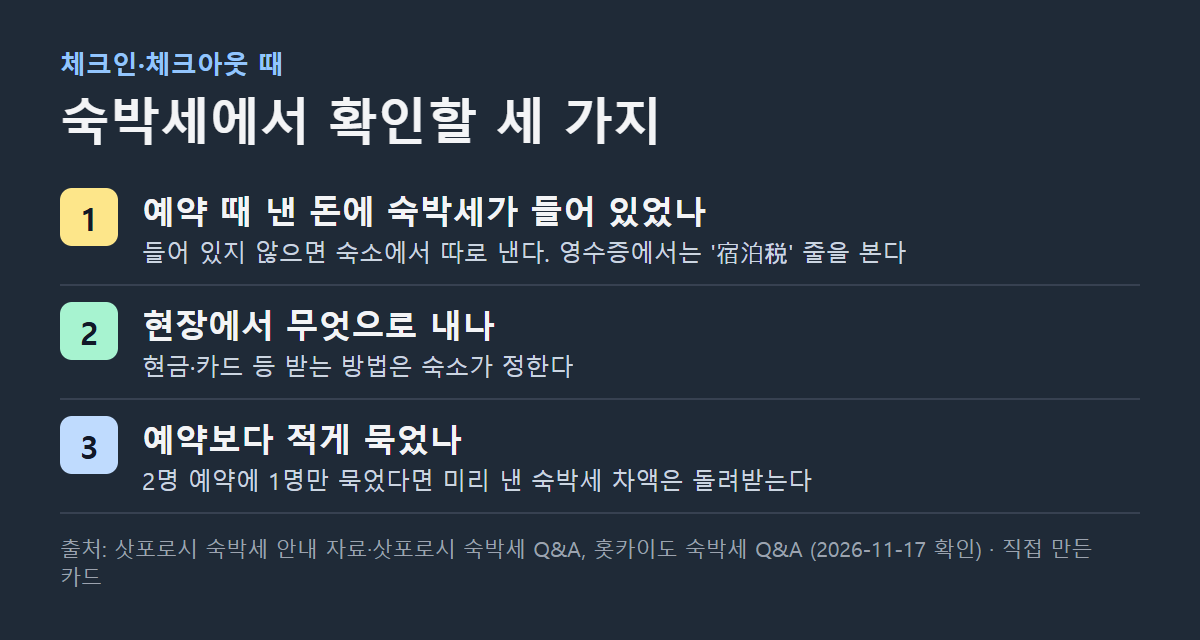 체크인·체크아웃 때
숙박세에서 확인할 세 가지
1
예약 때 낸 돈에 숙박세가 들어 있었나
들어 있지 않으면 숙소에서 따로 낸다. 영수증에서는 '宿泊税' 줄을 본다
2
현장에서 무엇으로 내나
현금·카드 등 받는 방법은 숙소가 정한다
3
예약보다 적게 묵었나
2명 예약에 1명만 묵었다면 미리 낸 숙박세 차액은 돌려받는다
출처: 삿포로시 숙박세 안내 자료·삿포로시 숙박세 Q&A, 홋카이도 숙박세 Q&A (2026-11-17 확인) · 직접 만든
카드